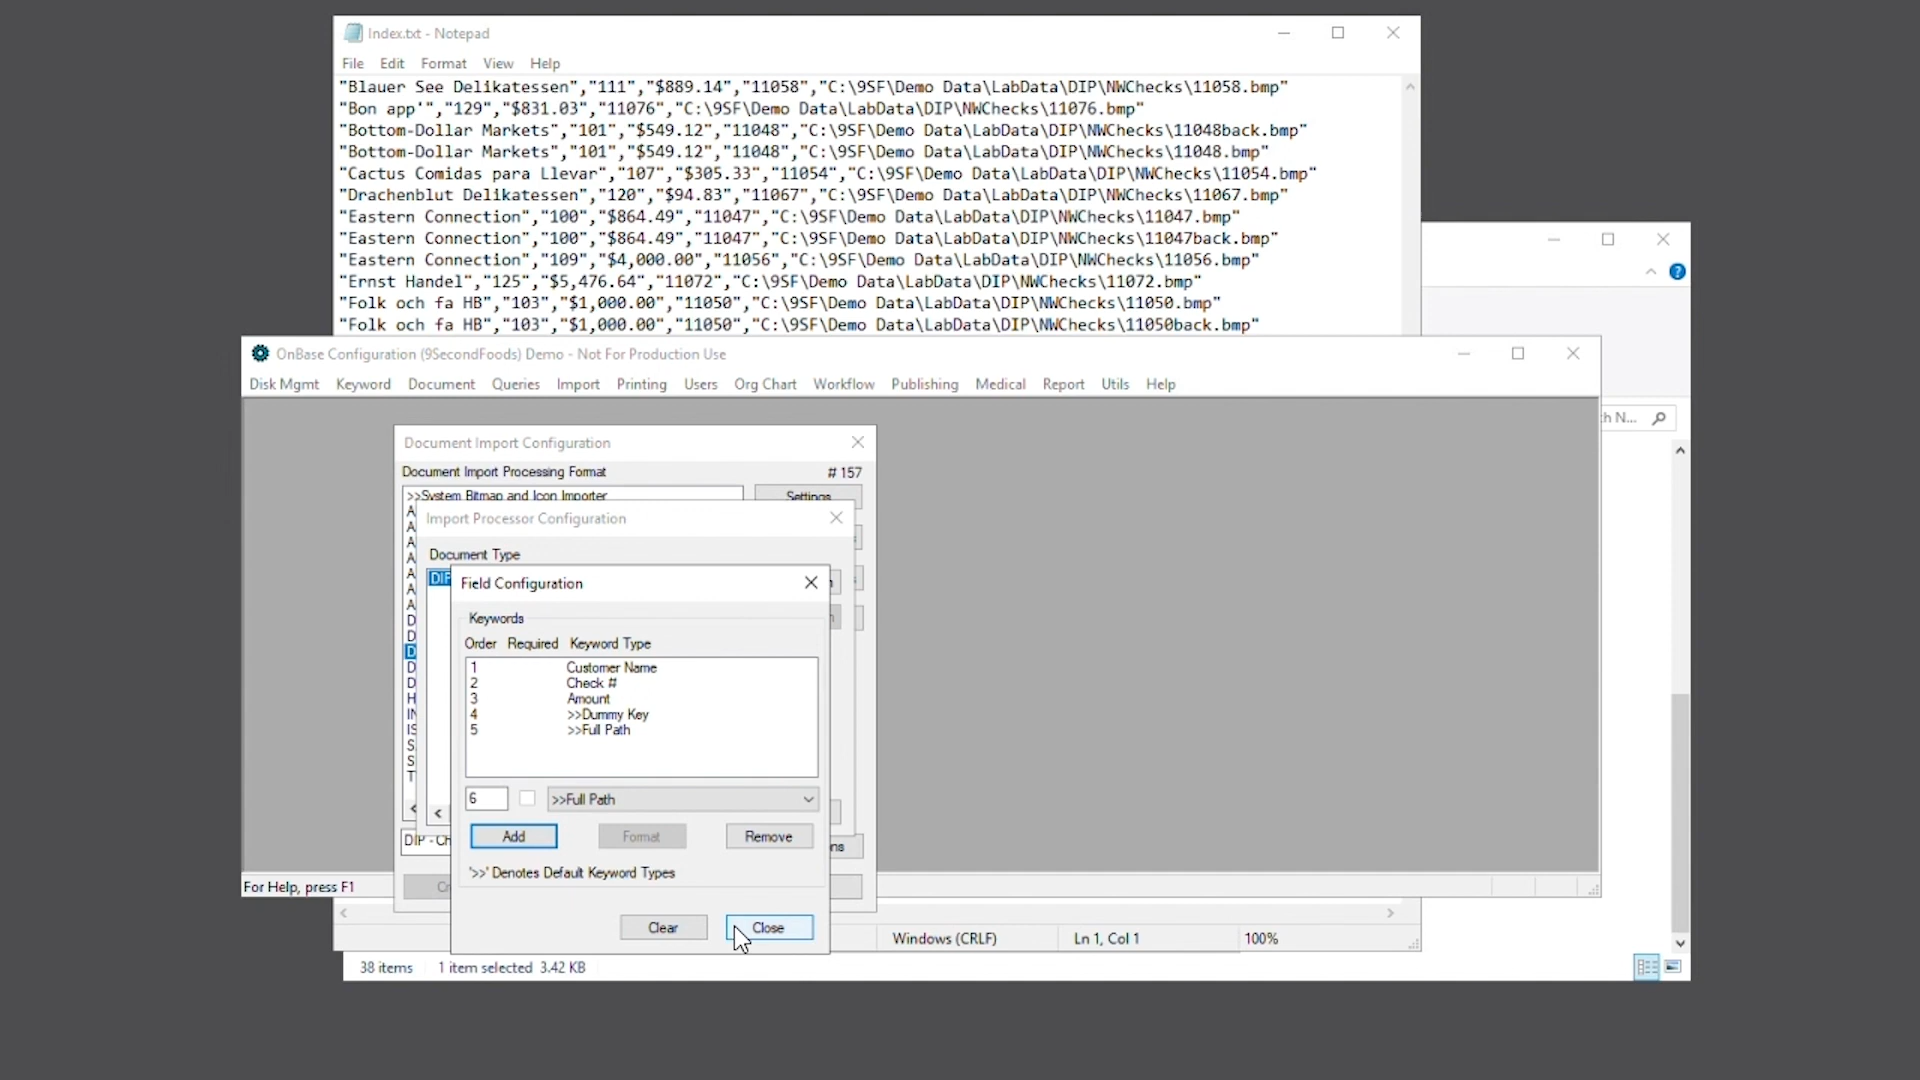 Index.txt - Notepad
File Edit Format View Help
"Blauer See Delikatessen","111","$889.14","11058","C:\9SF\Demo Data\LabData\DIP\NWChecks\11058.bmp"
"Bon app'","129","$831.03","11076","C:\9SF\Demo Data\LabData\DIP\NWChecks\11076.bmp"
"Bottom-Dollar Markets","101","$549.12","11048","C:\9SF\Demo Data\LabData\DIP\NWChecks\11048back.bmp"
"Bottom-Dollar Markets","101","$549.12","11048","C:\9SF\Demo Data\LabData\DIP\NWChecks\11048.bmp"
"Cactus Comidas para Llevar","107","$305.33","11054","C:\9SF\Demo Data\LabData\DIP\NWChecks\11054.bmp"
"Drachenblut Delikatessen","120","$94.83","11067","C:\9SF\Demo Data\LabData\DIP\NWChecks\11067.bmp"
"Eastern Connection","100","$864.49","11047","C:\9SF\Demo Data\LabData\DIP\NWChecks\11047.bmp"
"Eastern Connection","100","$864.49","11047","C:\9SF\Demo Data\LabData\DIP\NWChecks\11047back.bmp"
"Eastern Connection","109","$4,000.00","11056","C:\9SF\Demo Data\LabData\DIP\NWChecks\11056.bmp"
"Ernst Handel","125","$5,476.64","11072","C:\9SF\Demo Data\LabData\DIP\NWChecks\11072.bmp"
"Folk och fa HB","103","$1,000.00","11050","C:\9SF\Demo Data\LabData\DIP\NWChecks\11050.bmp"
"Folk och fa HB","103","$1,000.00","11050","C:\9SF\Demo Data\LabData\DIP\NWChecks\11050back.bmp"
OnBase Configuration (9SecondFoods) Demo - Not For Production Use
Disk Mgmt Keyword Document Queries Import Printing Users Org Chart Workflow Publishing Medical Report Utils Help
Document Import Configuration
Document Import Processing Format # 157
>>System Bitmap and Icon Importer
Settings
Import Processor Configuration
Document Type
DIP
Field Configuration
Keywords
Order Required Keyword Type
1 Customer Name
2 Check #
3 Amount
4 >>Dummy Key
5 >>Full Path
6 >>Full Path
Add Format Remove
'>>' Denotes Default Keyword Types
Clear Close
DIP - Ch
For Help, press F1
Windows (CRLF) Ln 1, Col 1 100%
38 items 1 item selected 3.42 KB